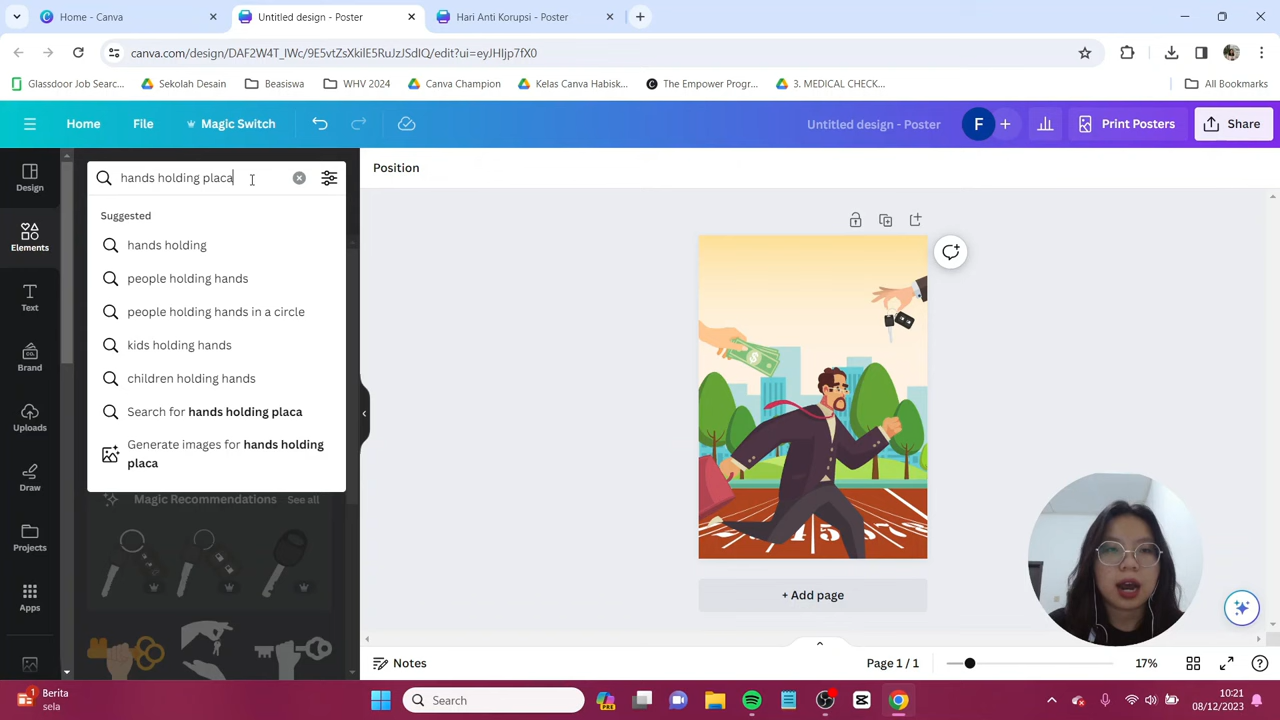 Home - Canva
Untitled design - Poster
Hari Anti Korupsi - Poster
canva.com/design/DAF2W4T_IWc/9E5vtZsXkilE5RuJzJSdIQ/edit?ui=eyJHIjp7fX0
Glassdoor Job Searc...
Sekolah Desain
Beasiswa
WHV 2024
Canva Champion
Kelas Canva Habisk...
The Empower Progr...
3. MEDICAL CHECK...
All Bookmarks
Home
File
Magic Switch
Untitled design - Poster
F
Print Posters
Share
Design
Elements
Text
Brand
Uploads
Draw
Projects
Apps
hands holding placa
Suggested
hands holding
people holding hands
people holding hands in a circle
kids holding hands
children holding hands
Search for hands holding placa
Generate images for hands holding
placa
Magic Recommendations
See all
Position
+ Add page
Notes
Page 1 / 1
17%
1
Berita
sela
Search
PRE
10:21
08/12/2023